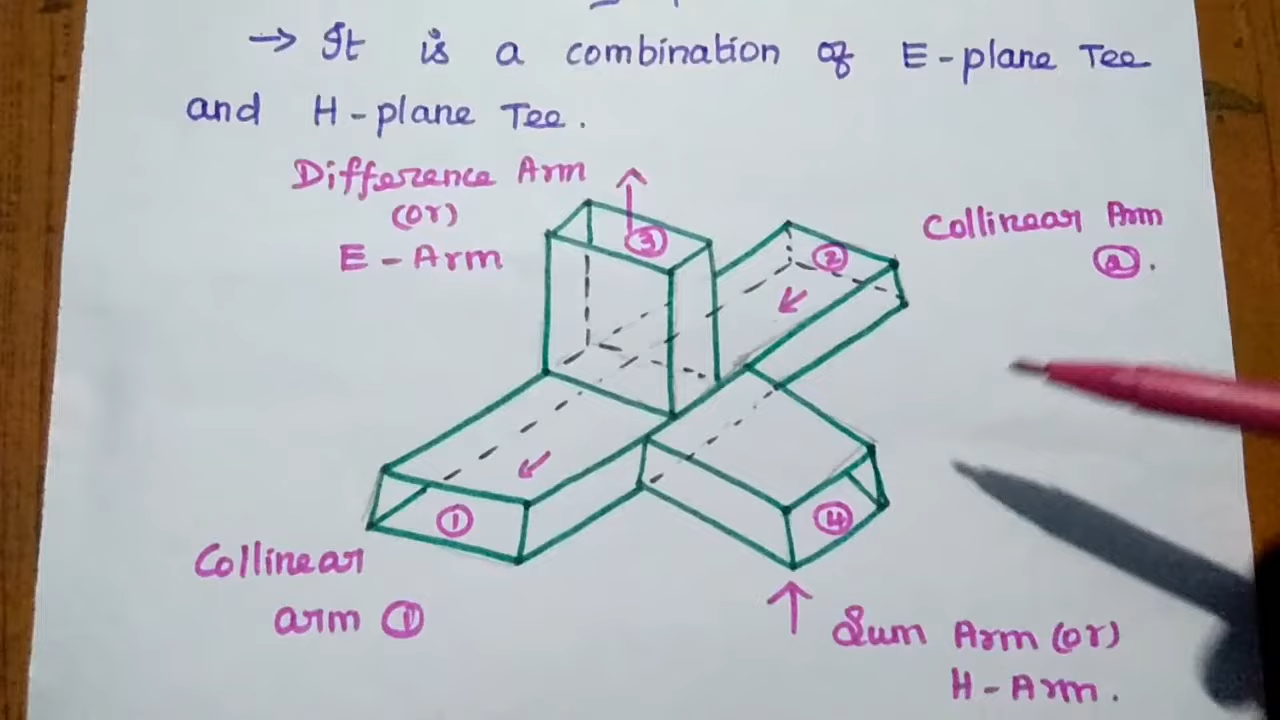 → It is a combination of E-plane Tee
and H-plane Tee.
Difference Arm
(or)
E-Arm
③
②
Collinear Arm
②.
①
④
Collinear
arm ①
Sum Arm (or)
H-Arm.